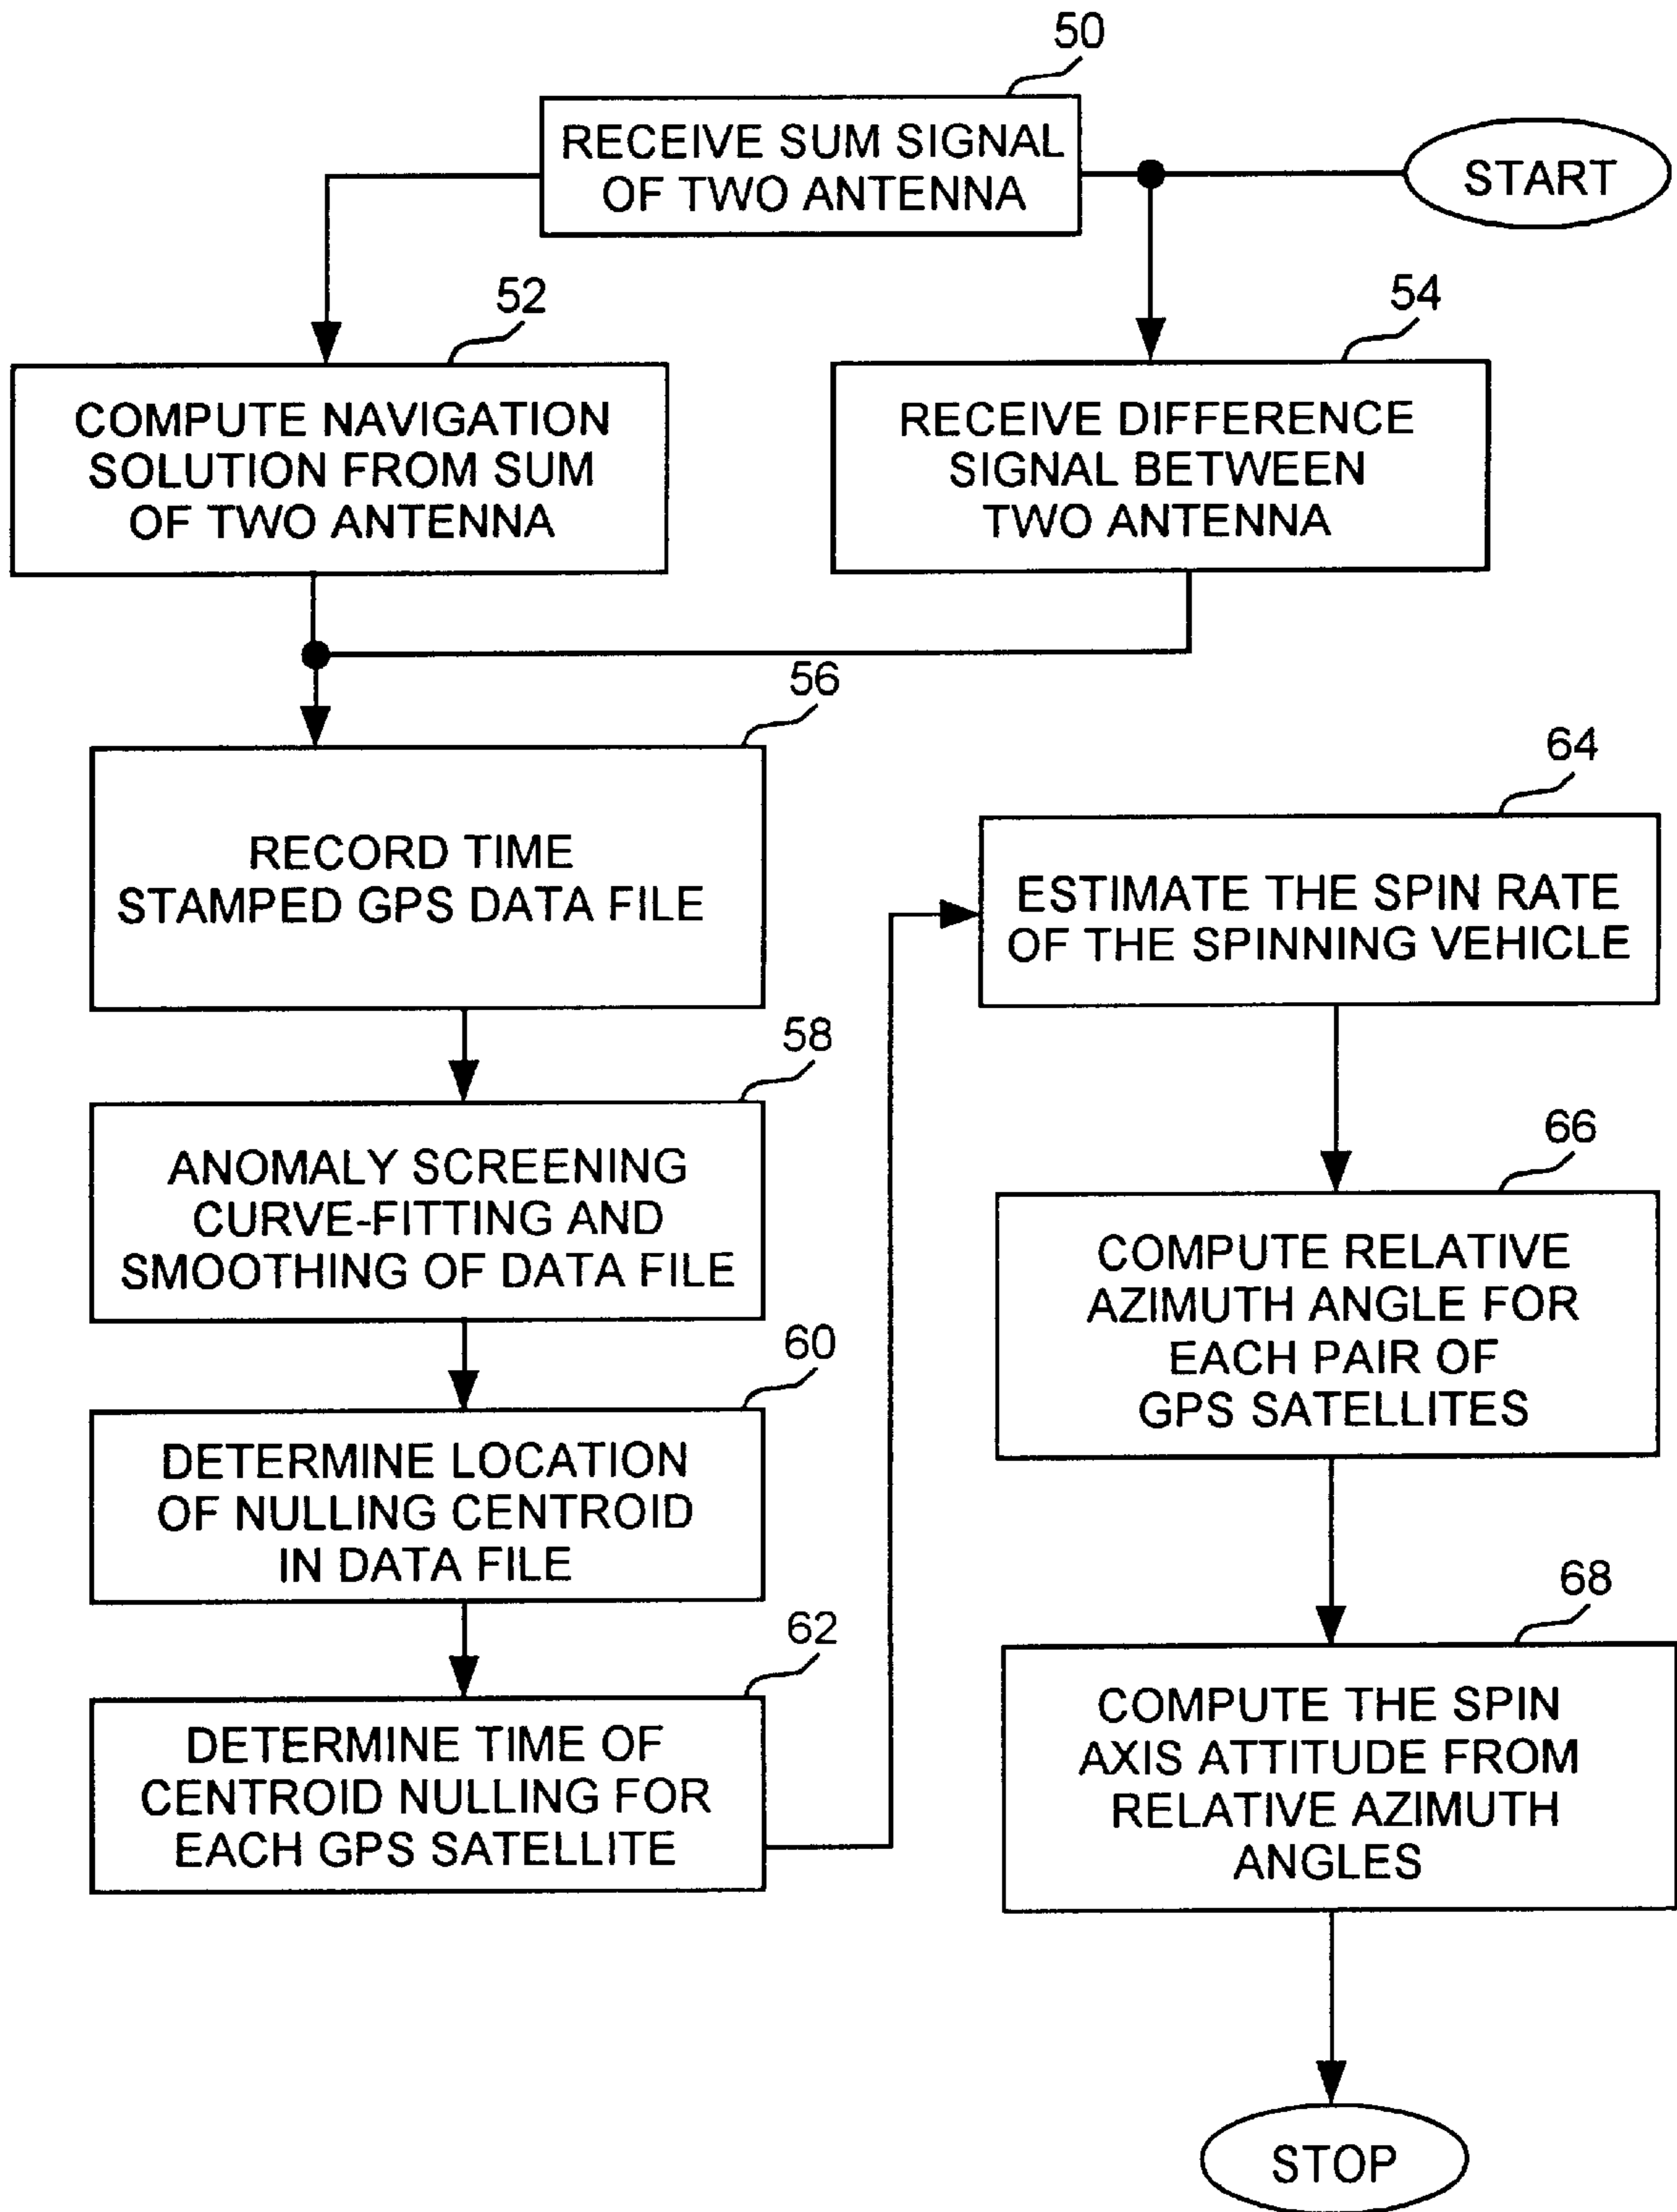 50
RECEIVE SUM SIGNAL
OF TWO ANTENNA
START
52
COMPUTE NAVIGATION
SOLUTION FROM SUM
OF TWO ANTENNA
54
RECEIVE DIFFERENCE
SIGNAL BETWEEN
TWO ANTENNA
56
RECORD TIME
STAMPED GPS DATA FILE
58
ANOMALY SCREENING
CURVE-FITTING AND
SMOOTHING OF DATA FILE
60
DETERMINE LOCATION
OF NULLING CENTROID
IN DATA FILE
62
DETERMINE TIME OF
CENTROID NULLING FOR
EACH GPS SATELLITE
64
ESTIMATE THE SPIN RATE
OF THE SPINNING VEHICLE
66
COMPUTE RELATIVE
AZIMUTH ANGLE FOR
EACH PAIR OF
GPS SATELLITES
68
COMPUTE THE SPIN
AXIS ATTITUDE FROM
RELATIVE AZIMUTH
ANGLES
STOP